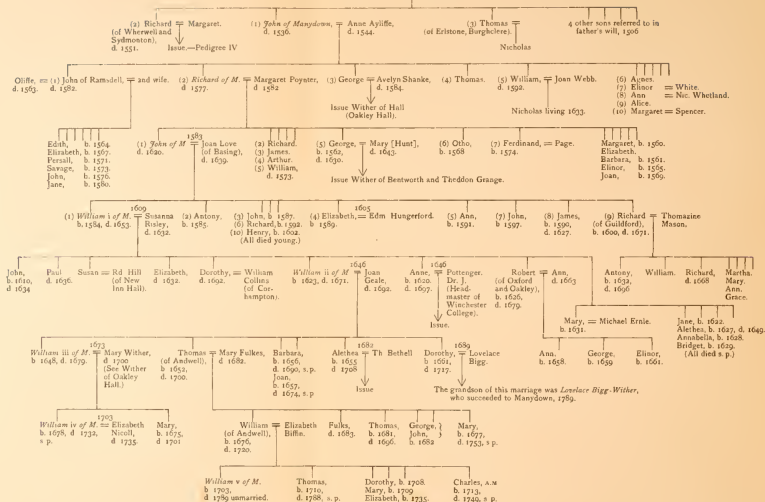 (2) Richard = Margaret.
(of Wherwell and
Sydmonton),
d. 1551.
Issue.—Pedigree IV
(1) John of Manydown, = Anne Ayliffe,
d. 1536.
d. 1544.
(3) Thomas =
(of Eristone, Burghclere).
Nicholas
4 other sons referred to in
father's will, 1506
Oliffe, = (1) John of Ramsdell, = 2nd wife.
d. 1563. d. 1582.
(2) Richard of M. = Margaret Poynter,
d 1577.
d 1582
(3) George = Avelyn Shanke,
d. 1584.
Issue Wither of Hall
(Oakley Hall).
(4) Thomas.
(5) William, = Joan Webb.
d. 1592.
Nicholas living 1633.
(6) Agnes.
(7) Elinor = White.
(8) Ann = Nic. Whetland.
(9) Alice.
(10) Margaret = Spencer.
Edith, b. 1564.
Elizabeth, b. 1567.
Persall, b. 1571.
Savage, b. 1573.
John, b. 1576.
Jane, b. 1580.
1583
(1) John of M = Joan Love
d. 1620.
(of Basing),
d. 1639.
(2) Richard.
(3) James.
(4) Arthur.
(5) William,
d. 1573.
(5) George, = Mary [Hunt],
b. 1562,
d. 1630.
d. 1643.
Issue Wither of Bentworth and Theddon Grange.
(6) Otho,
b. 1568
(7) Ferdinand, = Page.
b. 1574.
Margaret, b. 1560.
Elizabeth.
Barbara, b. 1561.
Elinor, b. 1565.
Joan, b. 1569.
1609
(1) William i of M. = Susanna
b. 1584, d. 1653.
Risley,
d. 1632.
(2) Antony,
b. 1585.
(3) John, b. 1587.
(6) Richard, b. 1592.
(10) Henry, b. 1602.
(All died young.)
1605
(4) Elizabeth, = Edm Hungerford.
b. 1589.
(5) Ann,
b. 1591.
(7) John,
b. 1597.
(8) James,
b. 1590,
d. 1627.
(9) Richard = Thomazine
(of Guildford),
b. 1600, d. 1671.
Mason.
John,
b. 1610,
d 1634
Paul
d. 1636.
Susan = Rd Hill
(of New
Inn Hall).
Elizabeth,
d. 1632.
Dorothy, = William
d. 1692.
Collins
(of Cor-
hampton).
1646
William ii of M. = Joan
b 1623, d. 1671.
Geale,
d. 1692.
1646
Anne, = Pottenger.
b. 1620.
d. 1697.
Dr. J.
(Head-
master of
Winchester
College).
Issue.
Robert = Ann,
(of Oxford
and Oakley),
b. 1626,
d. 1679.
d. 1663
Antony,
b. 1632,
d. 1696
William.
Richard,
d. 1668
Martha.
Mary.
Ann.
Grace.
Mary, = Michael Ernle.
b. 1631.
Jane, b. 1622.
Alethea, b. 1627, d. 1649.
Annabella, b. 1628.
Bridget, b. 1629.
(All died s. p.)
1673
William iii of M. = Mary Wither,
b 1648, d. 1679.
d 1700
(See Wither
of Oakley
Hall.)
Thomas = Mary Fulkes,
(of Andwell),
b 1652,
d. 1700.
d 1682.
Barbara,
b. 1656,
d. 1690, s. p
Joan,
b. 1657,
d 1674, s p
1682
Alethea = Th Bethell
b. 1655
d 1708
Issue
1689
Dorothy, = Lovelace
b 1661,
d 1717.
Bigg.
Ann,
b. 1658.
George,
b. 1659
Elinor,
b. 1661.
The grandson of this marriage was Lovelace Bigg-Wither,
who succeeded to Manydown, 1789.
1703
William iv of M. = Elizabeth
b. 1678, d 1732,
s p.
Nicoll,
d 1735.
Mary,
b. 1675,
d 1701
William = Elizabeth
(of Andwell),
b. 1676,
d. 1720.
Biffin.
Fulks,
d. 1683.
Thomas,
b. 1681,
d 1696.
George, }
John, }
b. 1682
Mary,
b. 1677,
d 1753, s p.
William v of M.
b 1703,
d 1789 unmarried.
Thomas,
b. 1710,
d. 1788, s. p.
Dorothy, b. 1708.
Mary, b. 1709
Elizabeth, b. 1735.
Charles, A.M
b. 1713,
d. 1749, s. p.